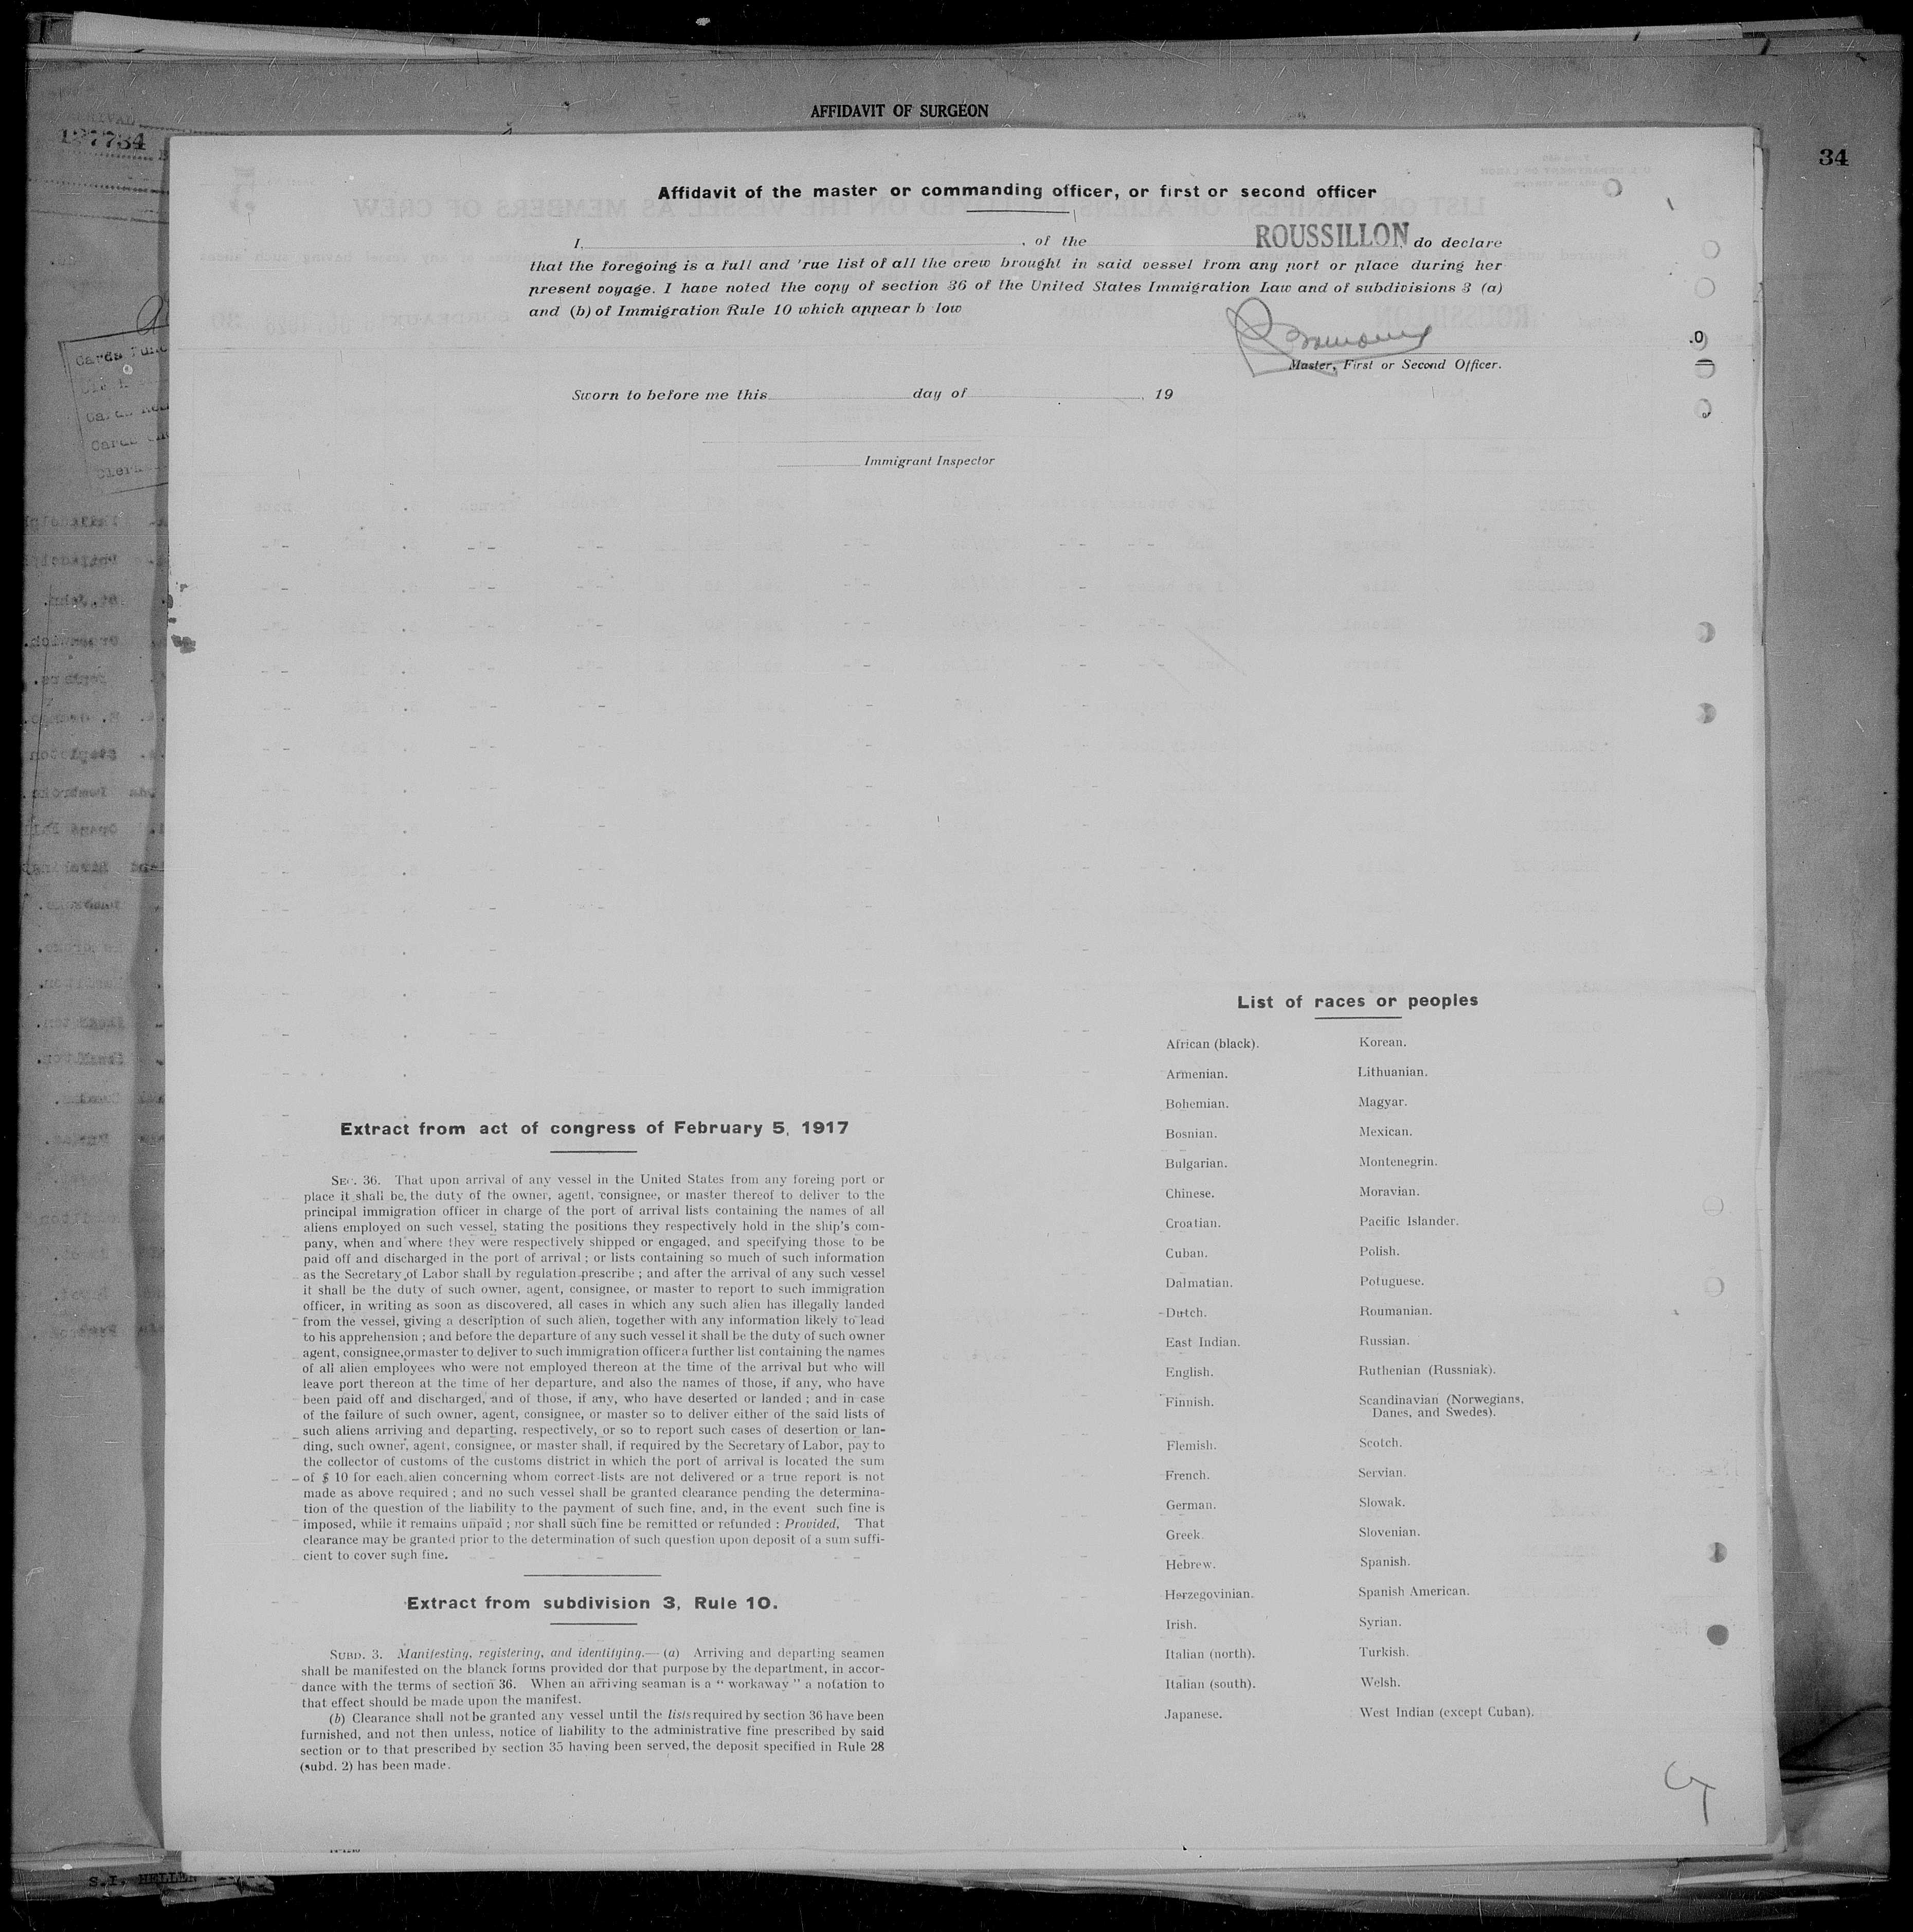 AFFIDAVIT OF SURGEON
34
Affidavit of the master or commanding officer, or first or second officer
I, , of the ROUSSILLON do declare
that the foregoing is a full and 'rue list of all the crew brought in said vessel from any port or place during her
present voyage. I have noted the copy of section 36 of the United States Immigration Law and of subdivisions 3 (a)
and (b) of Immigration Rule 10 which appear b low
Master, First or Second Officer.
Sworn to before me this day of , 19
Immigrant Inspector
List of races or peoples
African (black). Korean.
Armenian. Lithuanian.
Bohemian. Magyar.
Bosnian. Mexican.
Bulgarian. Montenegrin.
Chinese. Moravian.
Croatian. Pacific Islander.
Cuban. Polish.
Dalmatian. Potuguese.
Dutch. Roumanian.
East Indian. Russian.
English. Ruthenian (Russniak).
Finnish. Scandinavian (Norwegians,
Danes, and Swedes).
Flemish. Scotch.
French. Servian.
German. Slowak.
Greek. Slovenian.
Hebrew. Spanish.
Herzegovinian. Spanish American.
Irish. Syrian.
Italian (north). Turkish.
Italian (south). Welsh.
Japanese. West Indian (except Cuban).
Extract from act of congress of February 5, 1917
SEC. 36. That upon arrival of any vessel in the United States from any foreing port or
place it shall be, the duty of the owner, agent, consignee, or master thereof to deliver to the
principal immigration officer in charge of the port of arrival lists containing the names of all
aliens employed on such vessel, stating the positions they respectively hold in the ship's com-
pany, when and where they were respectively shipped or engaged, and specifying those to be
paid off and discharged in the port of arrival ; or lists containing so much of such information
as the Secretary of Labor shall by regulation prescribe ; and after the arrival of any such vessel
it shall be the duty of such owner, agent, consignee, or master to report to such immigration
officer, in writing as soon as discovered, all cases in which any such alien has illegally landed
from the vessel, giving a description of such alien, together with any information likely to lead
to his apprehension ; and before the departure of any such vessel it shall be the duty of such owner
agent, consignee,ormaster to deliver to such immigration officera further list containing the names
of all alien employees who were not employed thereon at the time of the arrival but who will
leave port thereon at the time of her departure, and also the names of those, if any, who have
been paid off and discharged, and of those, if any, who have deserted or landed ; and in case
of the failure of such owner, agent, consignee, or master so to deliver either of the said lists of
such aliens arriving and departing, respectively, or so to report such cases of desertion or lan-
ding, such owner, agent, consignee, or master shall, if required by the Secretary of Labor, pay to
the collector of customs of the customs district in which the port of arrival is located the sum
of $ 10 for each alien concerning whom correct lists are not delivered or a true report is not
made as above required ; and no such vessel shall be granted clearance pending the determina-
tion of the question of the liability to the payment of such fine, and, in the event such fine is
imposed, while it remains unpaid ; nor shall such fine be remitted or refunded : Provided, That
clearance may be granted prior to the determination of such question upon deposit of a sum suffi-
cient to cover such fine.
Extract from subdivision 3, Rule 10.
SUBD. 3. Manifesting, registering, and identitying.— (a) Arriving and departing seamen
shall be manifested on the blanck forms provided dor that purpose by the department, in accor-
dance with the terms of section 36. When an arriving seaman is a “ workaway ” a notation to
that effect should be made upon the manifest.
(b) Clearance shall not be granted any vessel until the lists required by section 36 have been
furnished, and not then unless, notice of liability to the administrative fine prescribed by said
section or to that prescribed by section 35 having been served, the deposit specified in Rule 28
(subd. 2) has been made.
S.I. HELLER